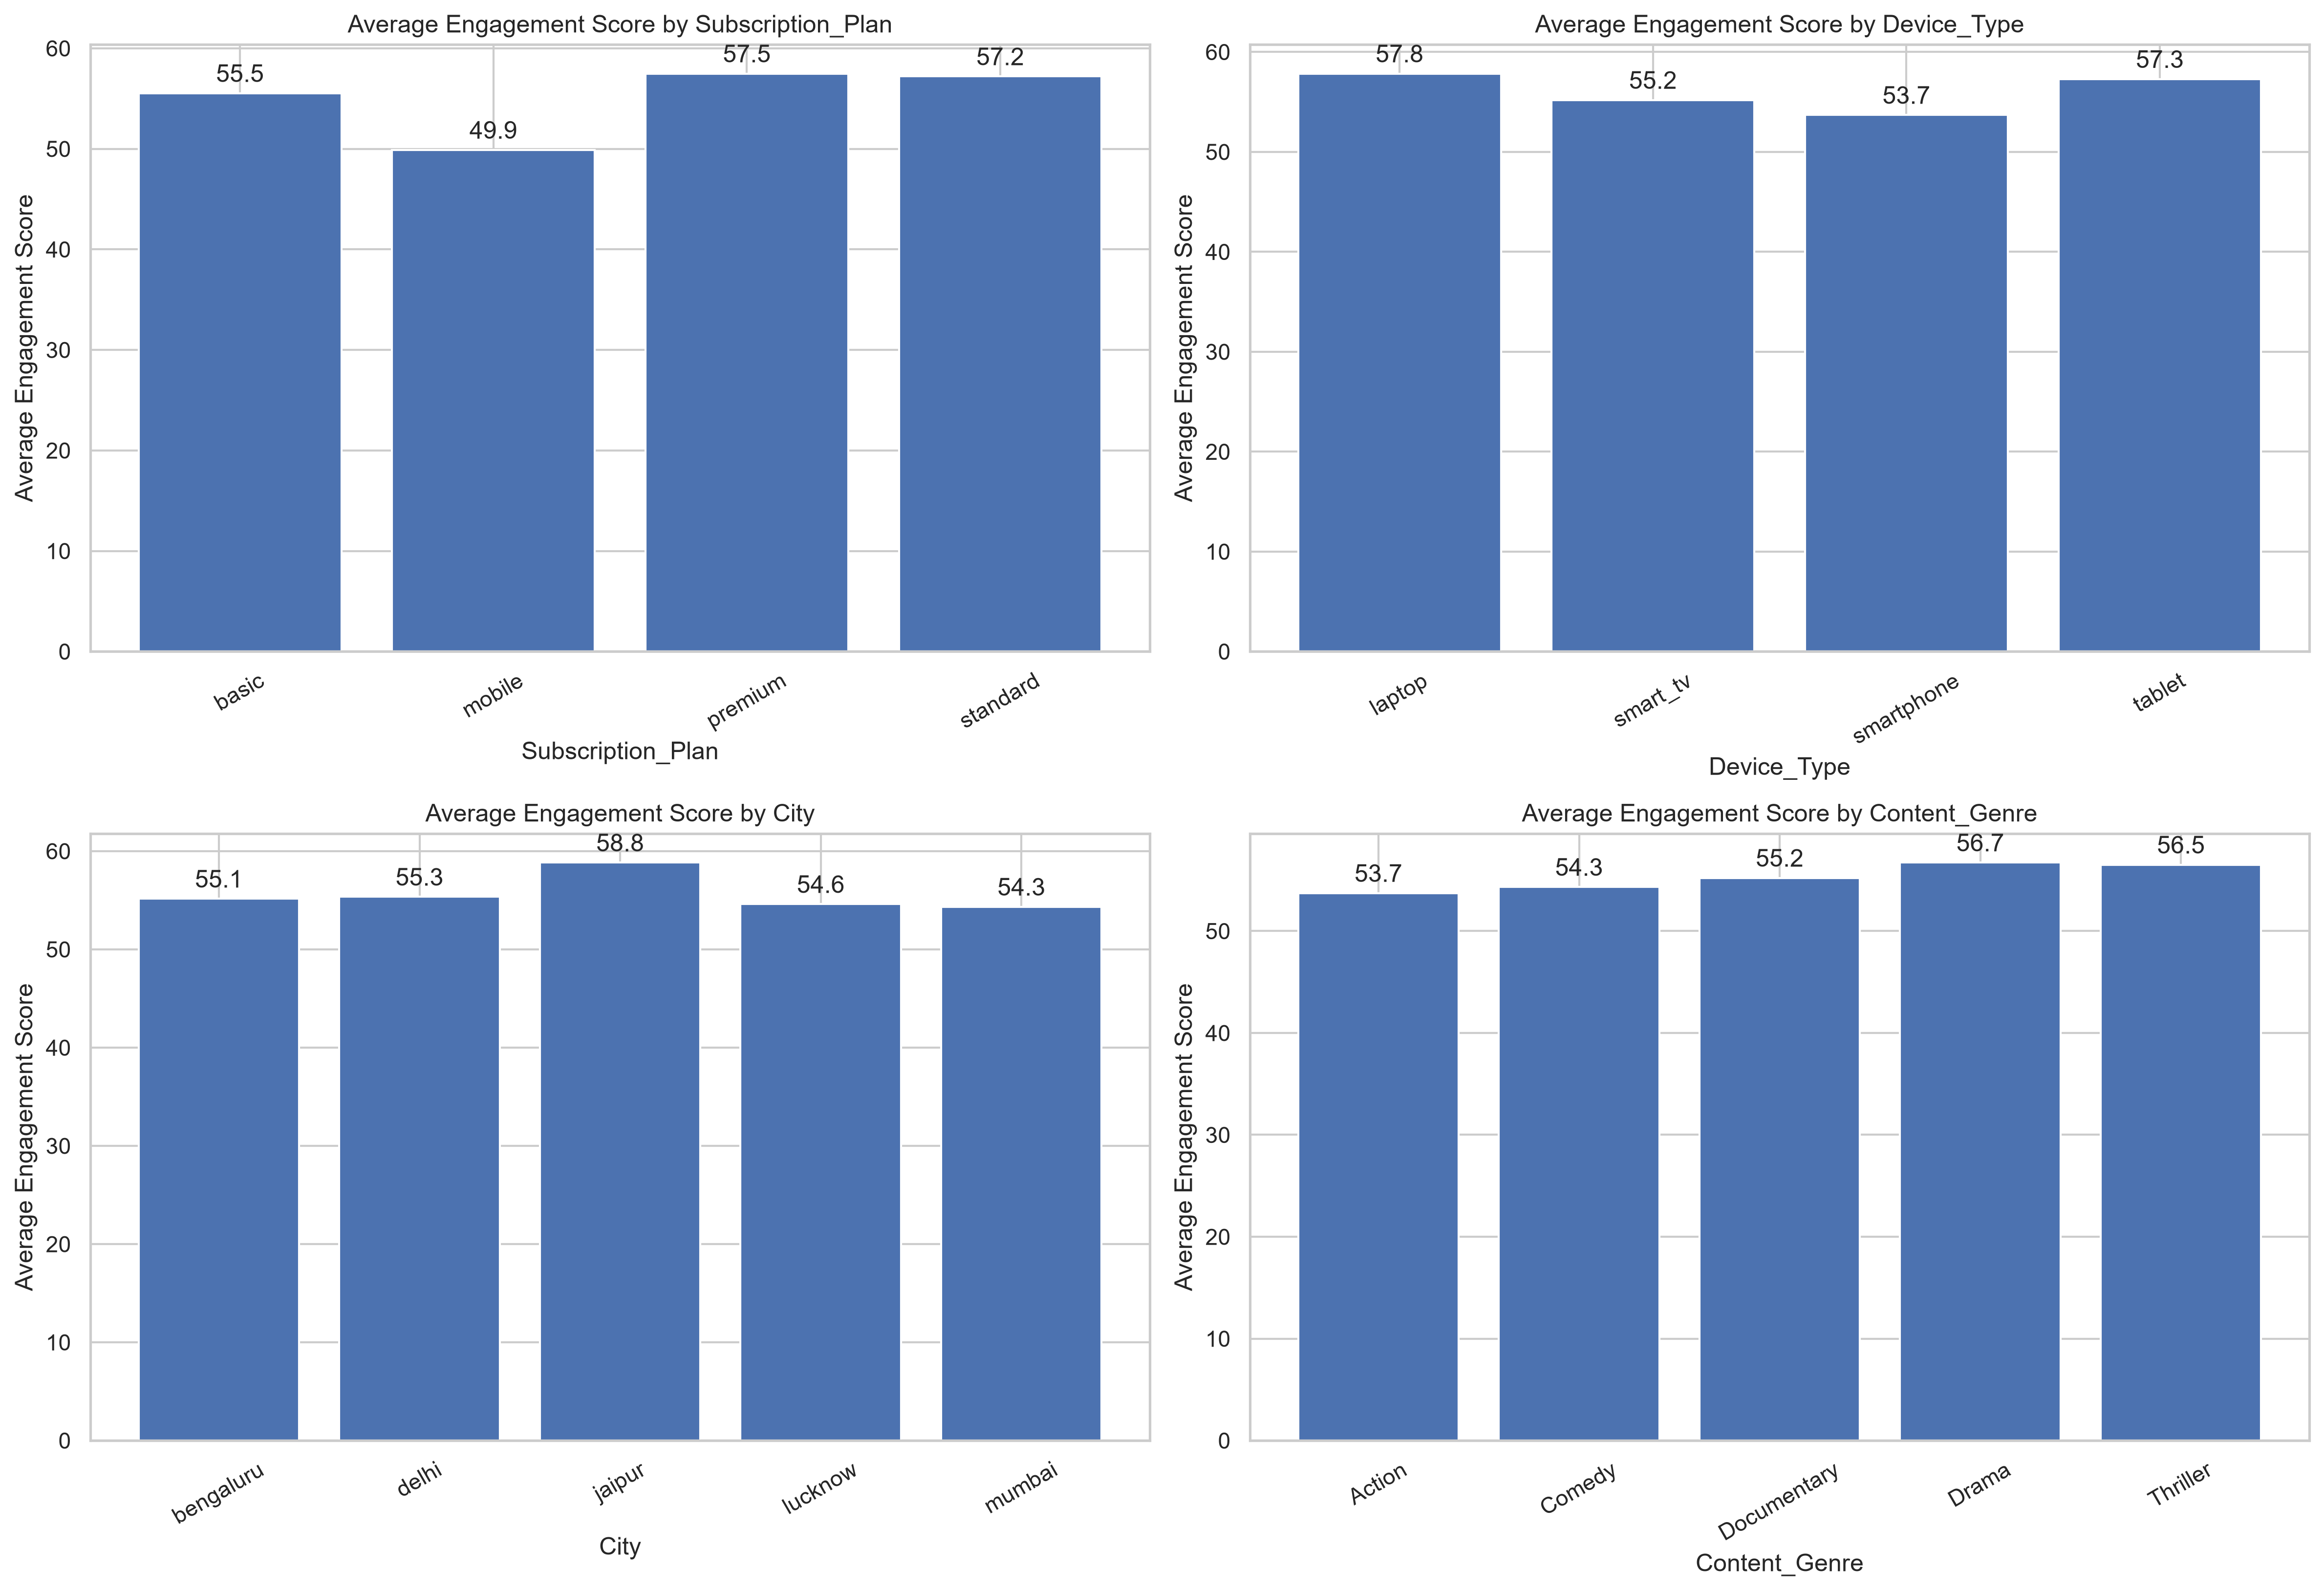 Average Engagement Score by Subscription_Plan
Average Engagement Score
60
50
40
30
20
10
0
55.5
49.9
57.5
57.2
basic
mobile
premium
standard
Subscription_Plan
Average Engagement Score by Device_Type
Average Engagement Score
60
50
40
30
20
10
0
57.8
55.2
53.7
57.3
laptop
smart_tv
smartphone
tablet
Device_Type
Average Engagement Score by City
Average Engagement Score
60
50
40
30
20
10
0
55.1
55.3
58.8
54.6
54.3
bengaluru
delhi
jaipur
lucknow
mumbai
City
Average Engagement Score by Content_Genre
Average Engagement Score
50
40
30
20
10
0
53.7
54.3
55.2
56.7
56.5
Action
Comedy
Documentary
Drama
Thriller
Content_Genre